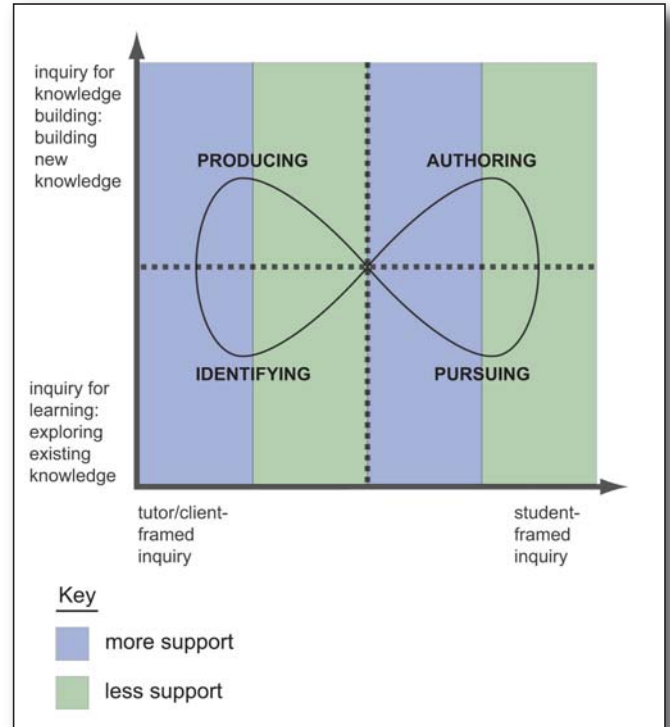 inquiry for
knowledge
building:
building
new
knowledge
PRODUCING
AUTHORING
IDENTIFYING
PURSUING
inquiry for
learning:
exploring
existing
knowledge
tutor/client-
framed
inquiry
student-
framed
inquiry
Key
more support
less support